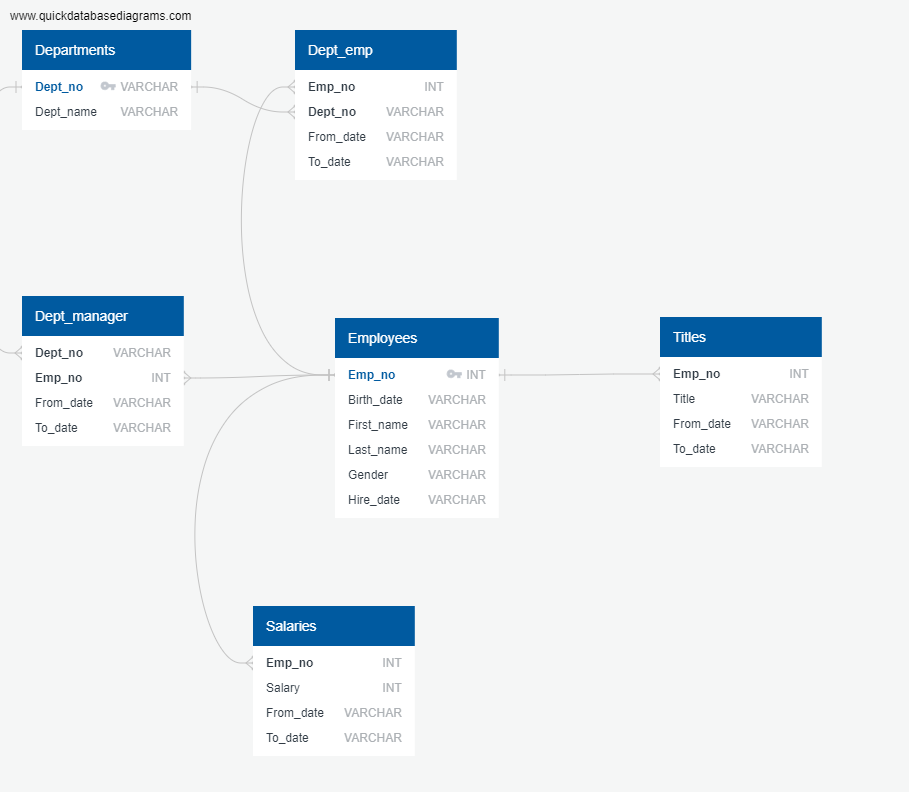 www.quickdatabasediagrams.com
Departments
Dept_no VARCHAR
Dept_name VARCHAR
Dept_emp
Emp_no INT
Dept_no VARCHAR
From_date VARCHAR
To_date VARCHAR
Dept_manager
Dept_no VARCHAR
Emp_no INT
From_date VARCHAR
To_date VARCHAR
Employees
Emp_no INT
Birth_date VARCHAR
First_name VARCHAR
Last_name VARCHAR
Gender VARCHAR
Hire_date VARCHAR
Titles
Emp_no INT
Title VARCHAR
From_date VARCHAR
To_date VARCHAR
Salaries
Emp_no INT
Salary INT
From_date VARCHAR
To_date VARCHAR